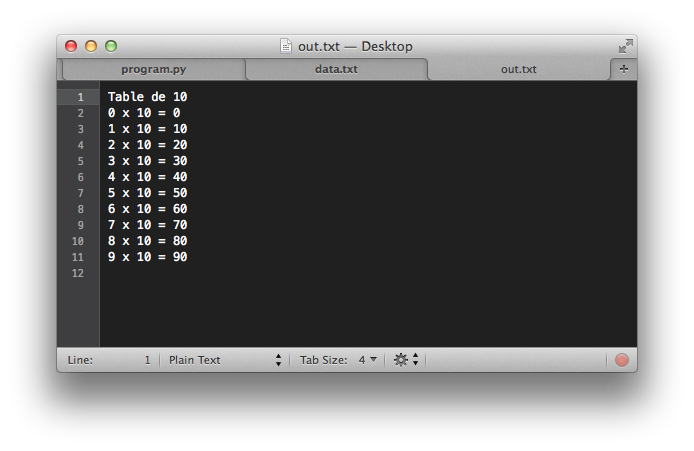 out.txt — Desktop
program.py data.txt out.txt +
1 Table de 10
2 0 x 10 = 0
3 1 x 10 = 10
4 2 x 10 = 20
5 3 x 10 = 30
6 4 x 10 = 40
7 5 x 10 = 50
8 6 x 10 = 60
9 7 x 10 = 70
10 8 x 10 = 80
11 9 x 10 = 90
12
Line: 1 Plain Text Tab Size: 4